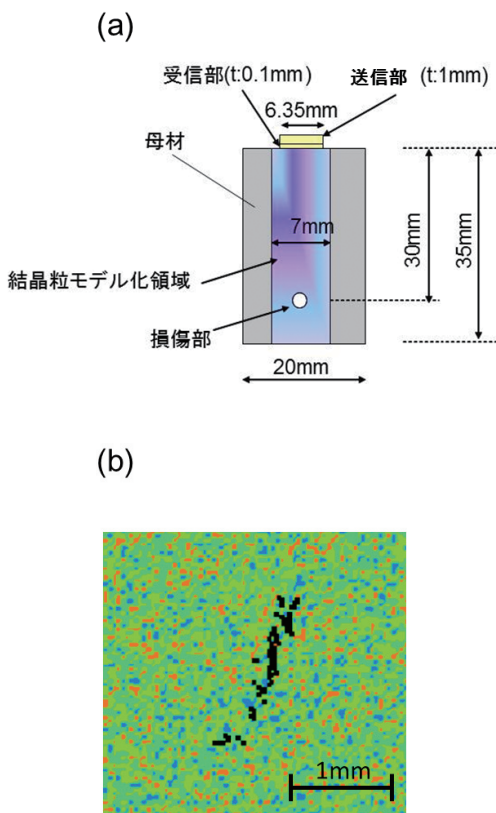 (a)
受信部(t:0.1mm)
送信部 (t:1mm)
6.35mm
母材
7mm
30mm
35mm
結晶粒モデル化領域
損傷部
20mm
(b)
1mm